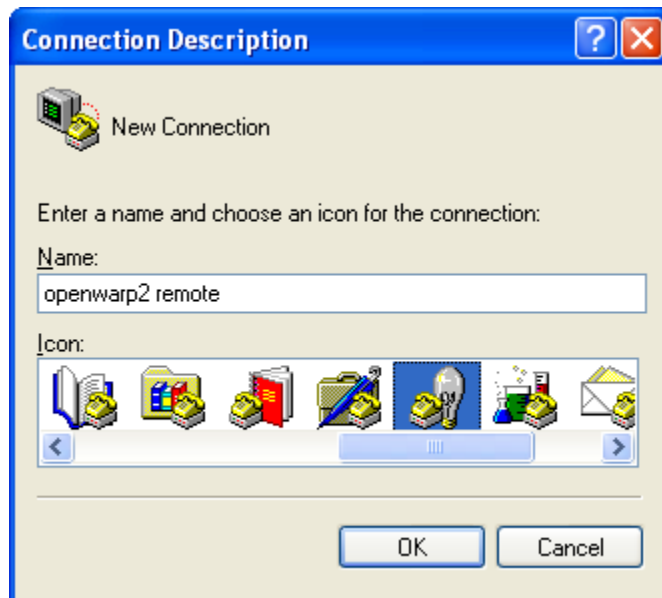 Connection Description
New Connection
Enter a name and choose an icon for the connection:
Name:
openwarp2 remote
Icon:
OK Cancel